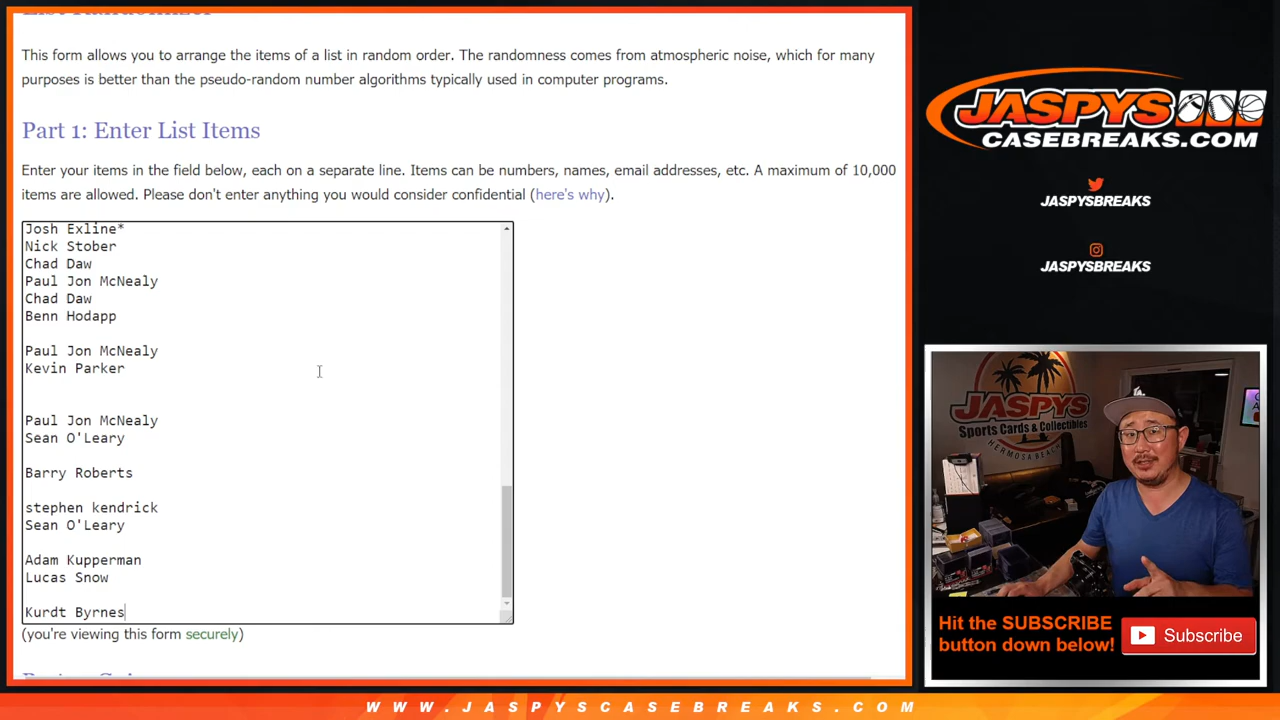 This form allows you to arrange the items of a list in random order. The randomness comes from atmospheric noise, which for many
purposes is better than the pseudo-random number algorithms typically used in computer programs.
Part 1: Enter List Items
Enter your items in the field below, each on a separate line. Items can be numbers, names, email addresses, etc. A maximum of 10,000
items are allowed. Please don't enter anything you would consider confidential (here's why).
Josh Exline*
Nick Stober
Chad Daw
Paul Jon McNealy
Chad Daw
Benn Hodapp
Paul Jon McNealy
Kevin Parker
Paul Jon McNealy
Sean O'Leary
Barry Roberts
stephen kendrick
Sean O'Leary
Adam Kupperman
Lucas Snow
Kurdt Byrnes
(you're viewing this form securely)
JASPYS
CASEBREAKS.COM
JASPYSBREAKS
JASPYSBREAKS
JASPYS
Sports Cards & Collectibles
HERMOSA BEACH
Hit the SUBSCRIBE
button down below!
Subscribe
WWW.JASPYSCASEBREAKS.COM